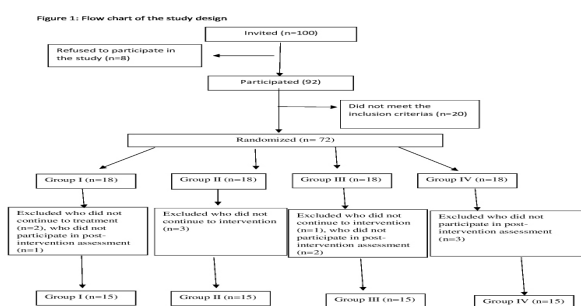 Figure 1: Flow chart of the study design
Invited (n=100)
Refused to participate in
the study (n=8)
Participated (92)
Did not meet the
inclusion criterias (n=20)
Randomized (n= 72)
Group I (n=18)
Group II (n=18)
Group III (n=18)
Group IV (n=18)
Excluded who did not
continue to treatment
(n=2), who did not
participate in post-
intervention assessment
(n=1)
Excluded who did not
continue to intervention
(n=3)
Excluded who did not
continue to intervention
(n=1), who did not
participate in post-
intervention assessment
(n=2)
Excluded who did not
participate in post-
intervention assessment
(n=3)
Group I (n=15)
Group II (n=15)
Group III (n=15)
Group IV (n=15)